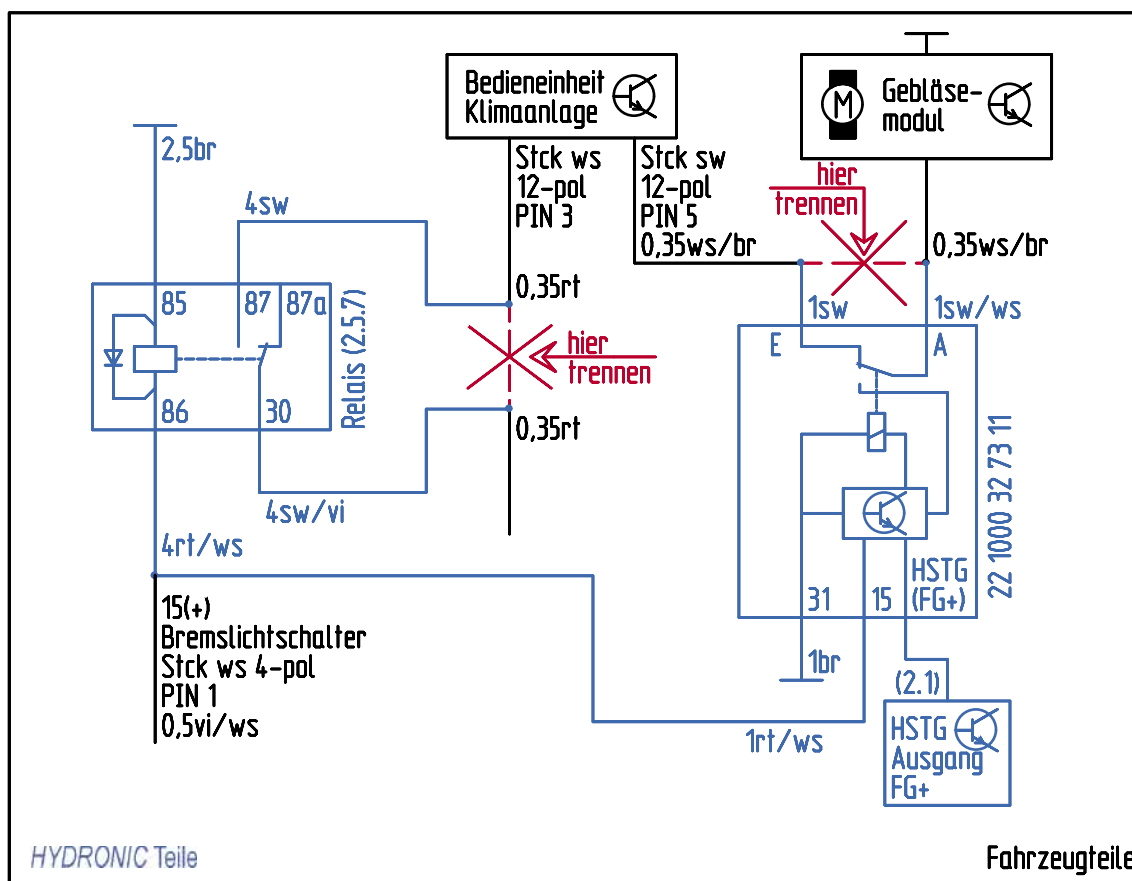 Bedieneinheit
Klimaanlage
M
Gebläse-
modul
2,5br
Stck ws
12-pol
PIN 3
Stck sw
12-pol
PIN 5
0,35ws/br
hier
trennen
0,35ws/br
4sw
0,35rt
1sw
1sw/ws
85
87
87a
Relais (2.5.7)
86
30
hier
trennen
E
A
0,35rt
4sw/vi
4rt/ws
22 1000 32 73 11
HSTG
(FG+)
31
15
15(+)
Bremslichtschalter
Stck ws 4-pol
PIN 1
0,5vi/ws
1br
(2.1)
1rt/ws
HSTG
Ausgang
FG+
HYDRONIC Teile
Fahrzeugteile